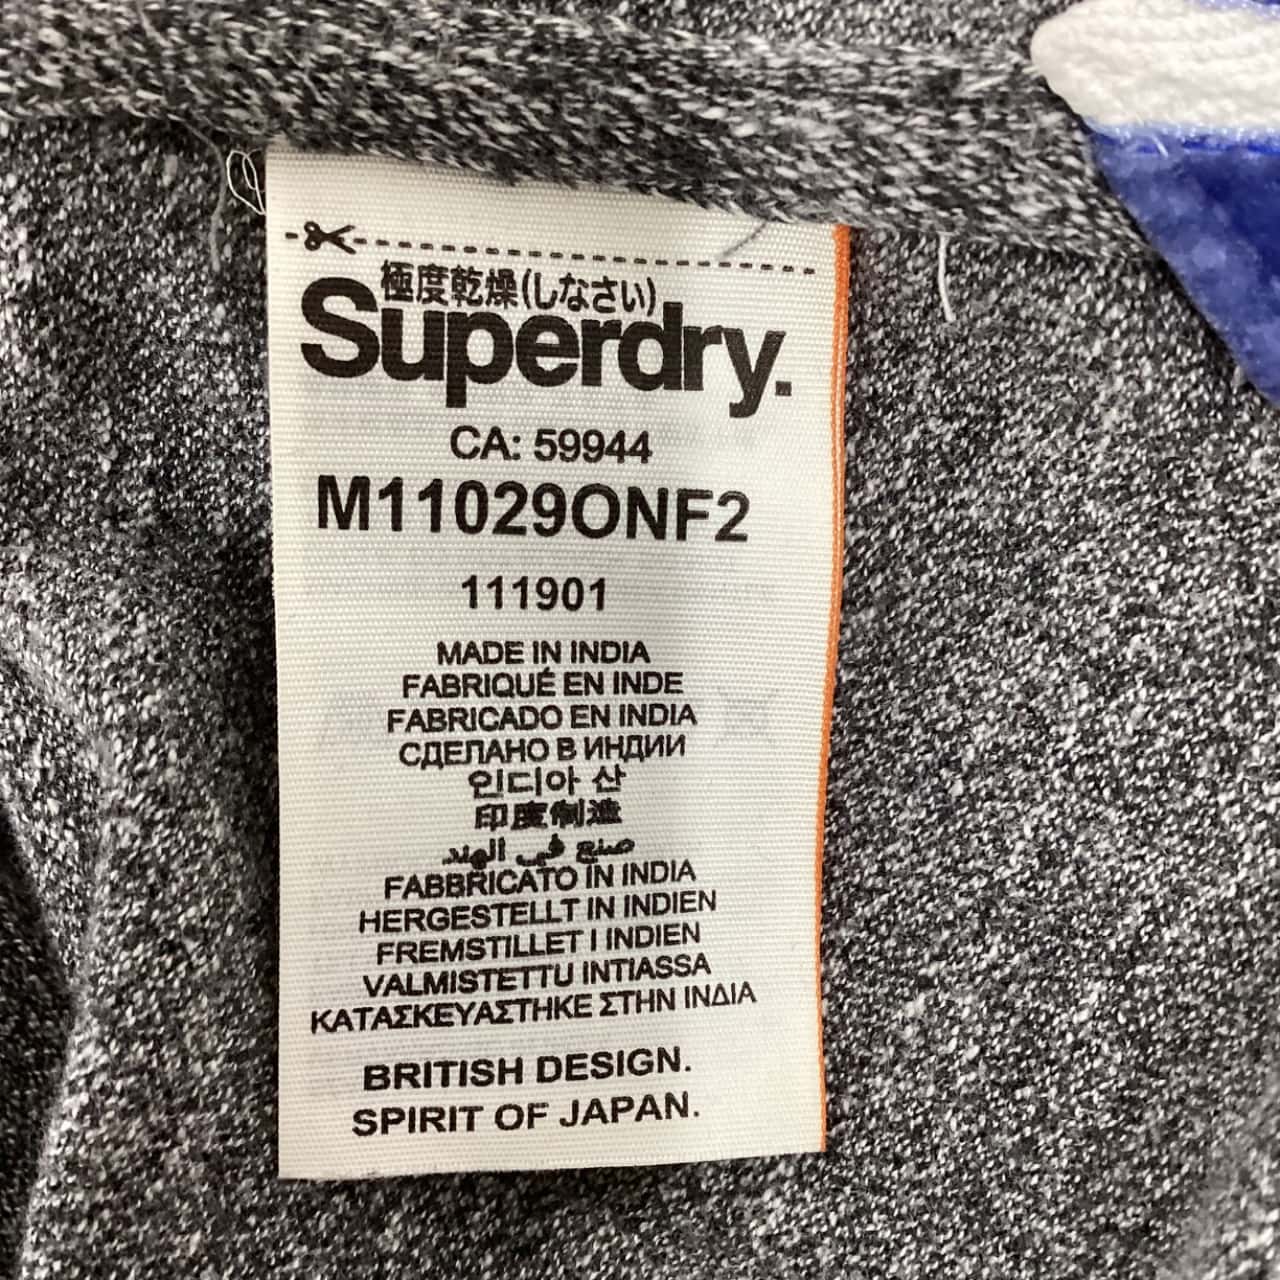 極度乾燥(しなさい)
Superdry.
CA: 59944
M11029ONF2
111901
MADE IN INDIA
FABRIQUÉ EN INDE
FABRICADO EN INDIA
СДЕЛАНО В ИНДИИ
인디아 산
印度制造
صنع في الهند
FABBRICATO IN INDIA
HERGESTELLT IN INDIEN
FREMSTILLET I INDIEN
VALMISTETTU INTIASSA
ΚΑΤΑΣΚΕΥΑΣΤΗΚΕ ΣΤΗΝ ΙΝΔΙΑ
BRITISH DESIGN.
SPIRIT OF JAPAN.